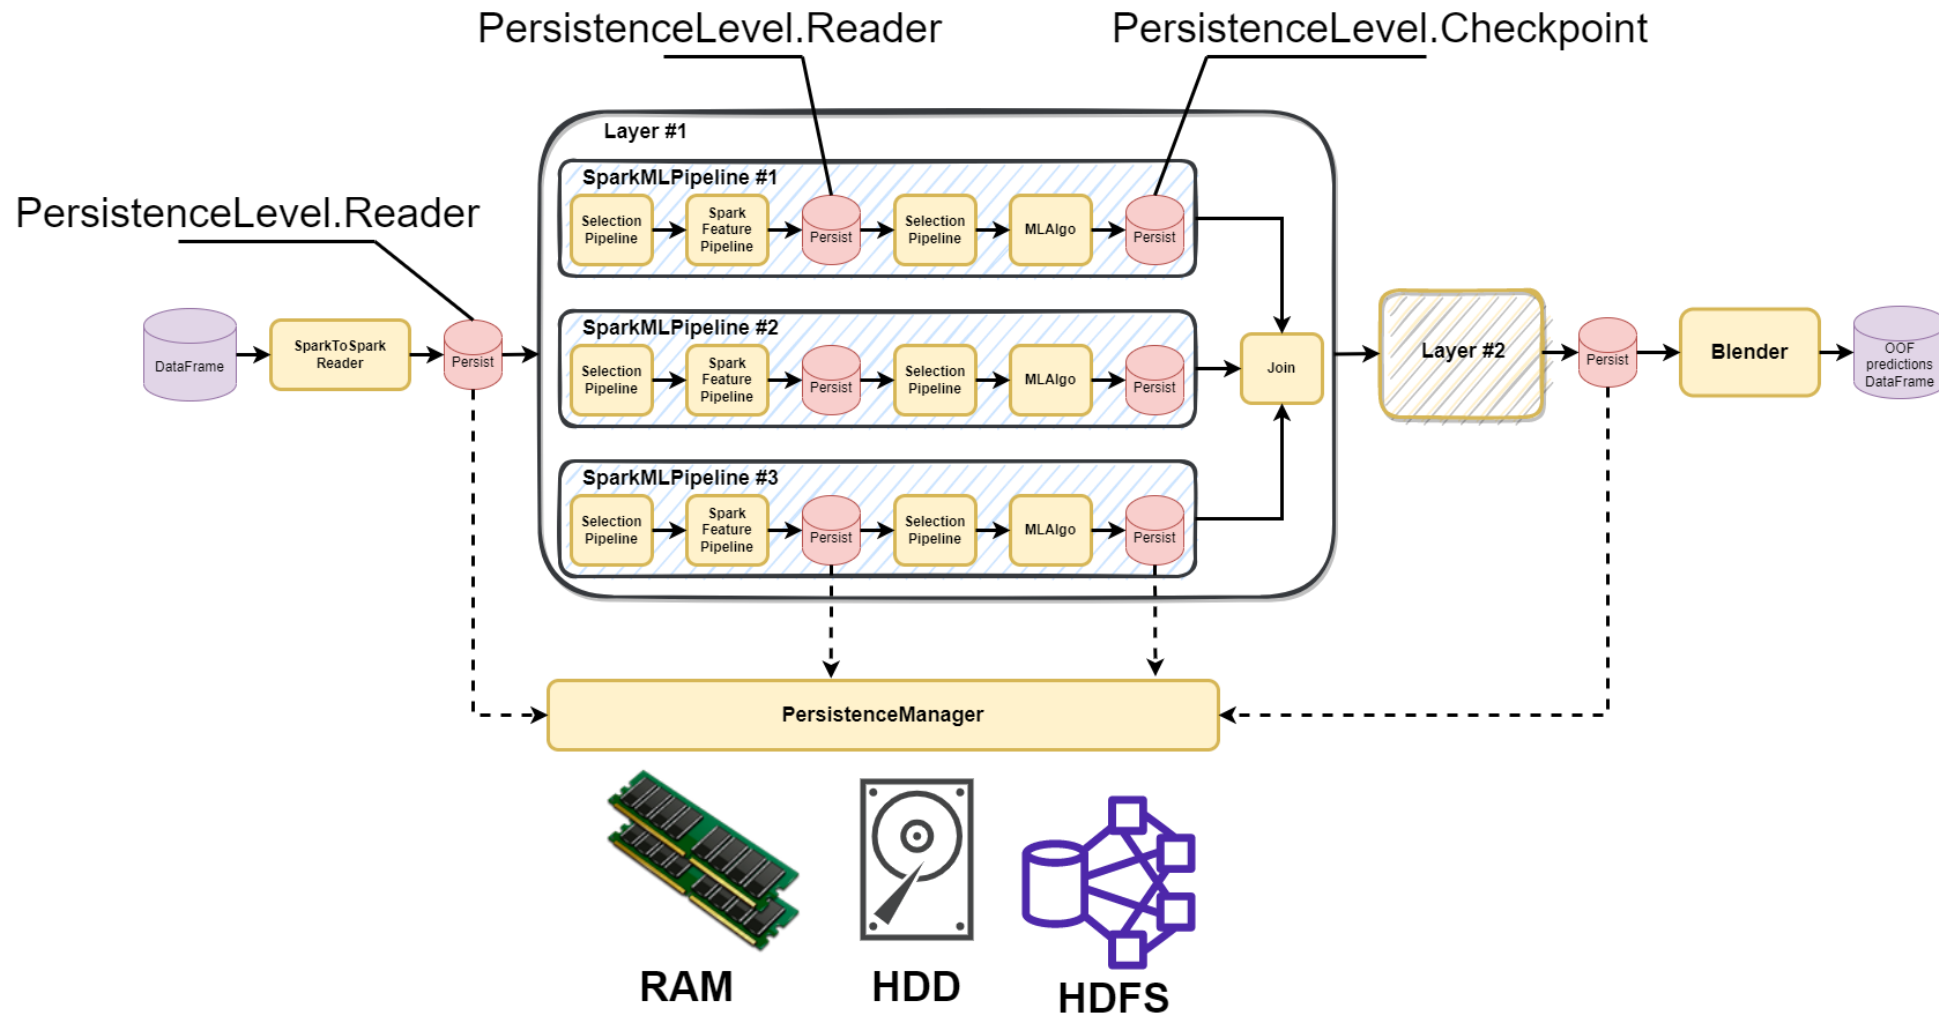 PersistenceLevel.Reader
PersistenceLevel.Checkpoint
PersistenceLevel.Reader
Layer #1
SparkMLPipeline #1
Selection
Pipeline
Spark
Feature
Pipeline
Persist
Selection
Pipeline
MLAlgo
Persist
SparkMLPipeline #2
Selection
Pipeline
Spark
Feature
Pipeline
Persist
Selection
Pipeline
MLAlgo
Persist
SparkMLPipeline #3
Selection
Pipeline
Spark
Feature
Pipeline
Persist
Selection
Pipeline
MLAlgo
Persist
DataFrame
SparkToSpark
Reader
Persist
Join
Layer #2
Persist
Blender
OOF
predictions
DataFrame
PersistenceManager
RAM
HDD
HDFS